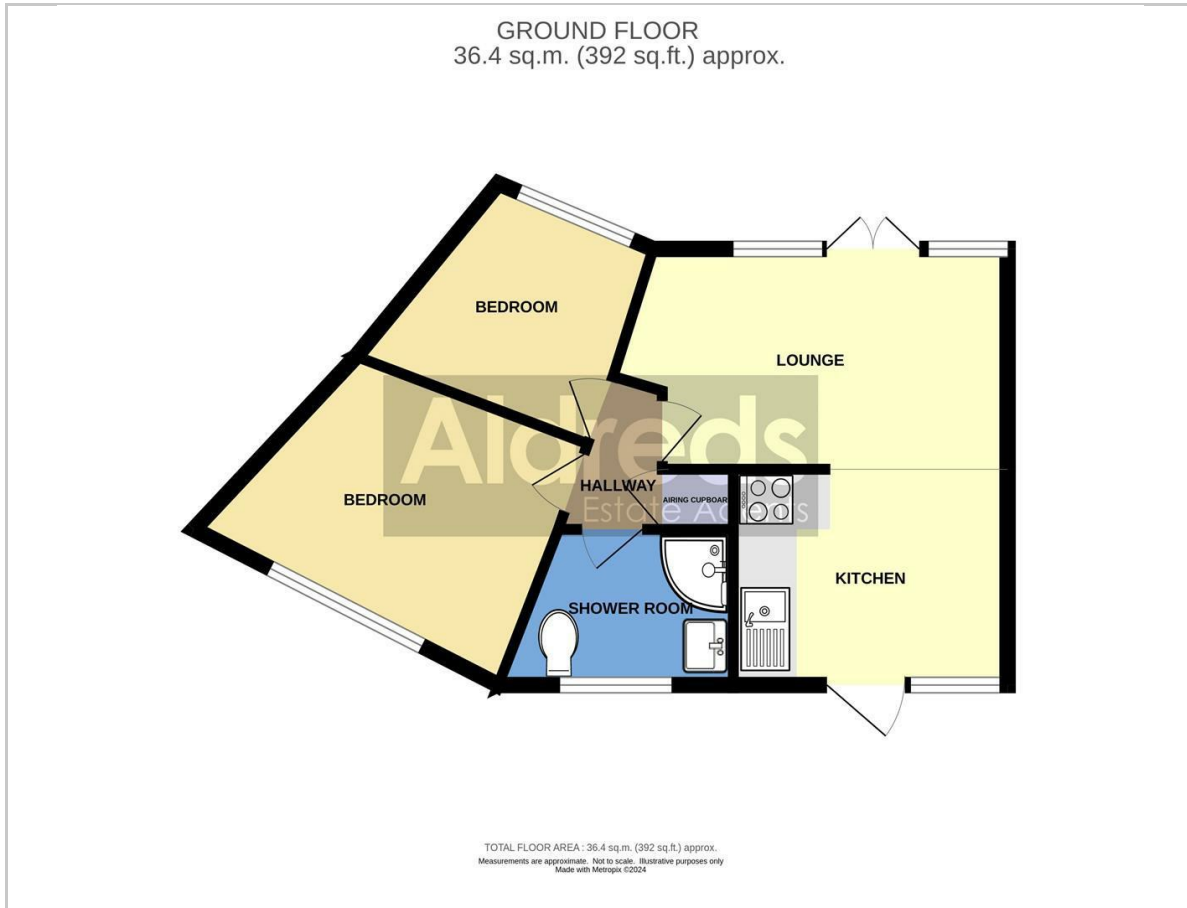 GROUND FLOOR
36.4 sq.m. (392 sq.ft.) approx.
BEDROOM
LOUNGE
Aldreds
BEDROOM
HALLWAY
AIRING CUPBOAR
Estate Agents
KITCHEN
SHOWER ROOM
TOTAL FLOOR AREA : 36.4 sq.m. (392 sq.ft.) approx.
Measurements are approximate. Not to scale. Illustrative purposes only
Made with Metropix ©2024